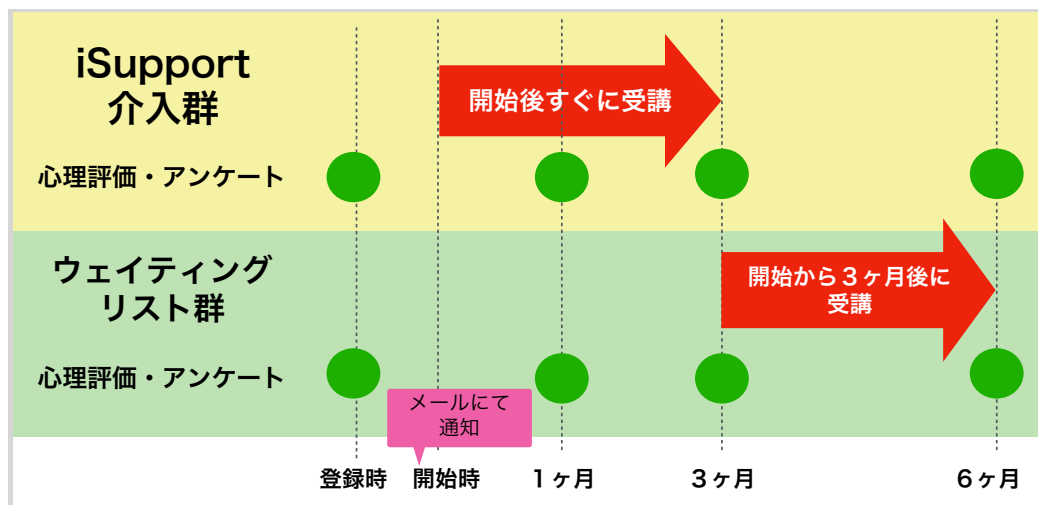 iSupport
介入群
開始後すぐに受講
心理評価・アンケート
ウェイティング
リスト群
開始から３ヶ月後に
受講
心理評価・アンケート
メールにて
通知
登録時
開始時
１ヶ月
３ヶ月
６ヶ月